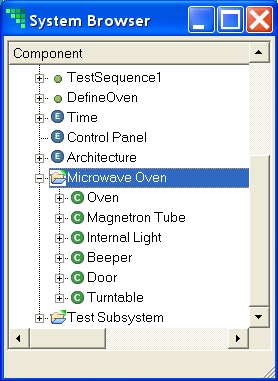 System Browser
Component
TestSequence1
DefineOven
E Time
E Control Panel
E Architecture
Microwave Oven
C Oven
C Magnetron Tube
C Internal Light
C Beeper
C Door
C Turntable
Test Subsystem